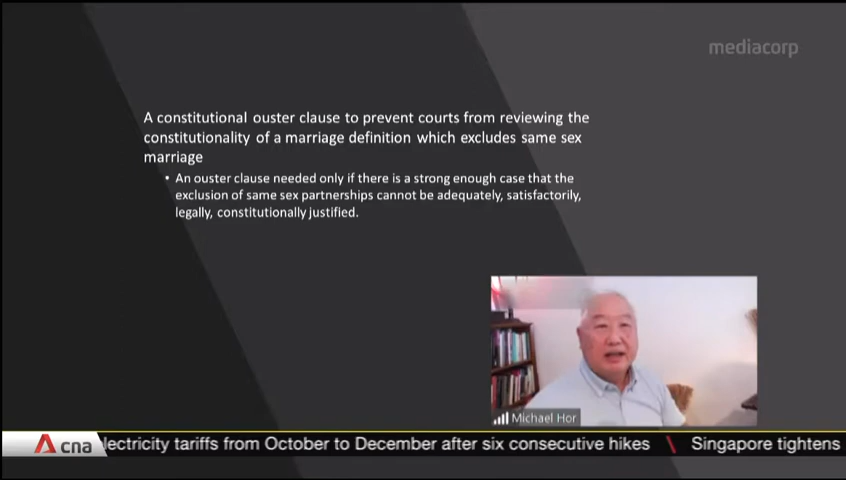 mediacorp
A constitutional ouster clause to prevent courts from reviewing the
constitutionality of a marriage definition which excludes same sex
marriage
• An ouster clause needed only if there is a strong enough case that the
exclusion of same sex partnerships cannot be adequately, satisfactorily,
legally, constitutionally justified.
Michael Hor
cna lectricity tariffs from October to December after six consecutive hikes \ Singapore tightens